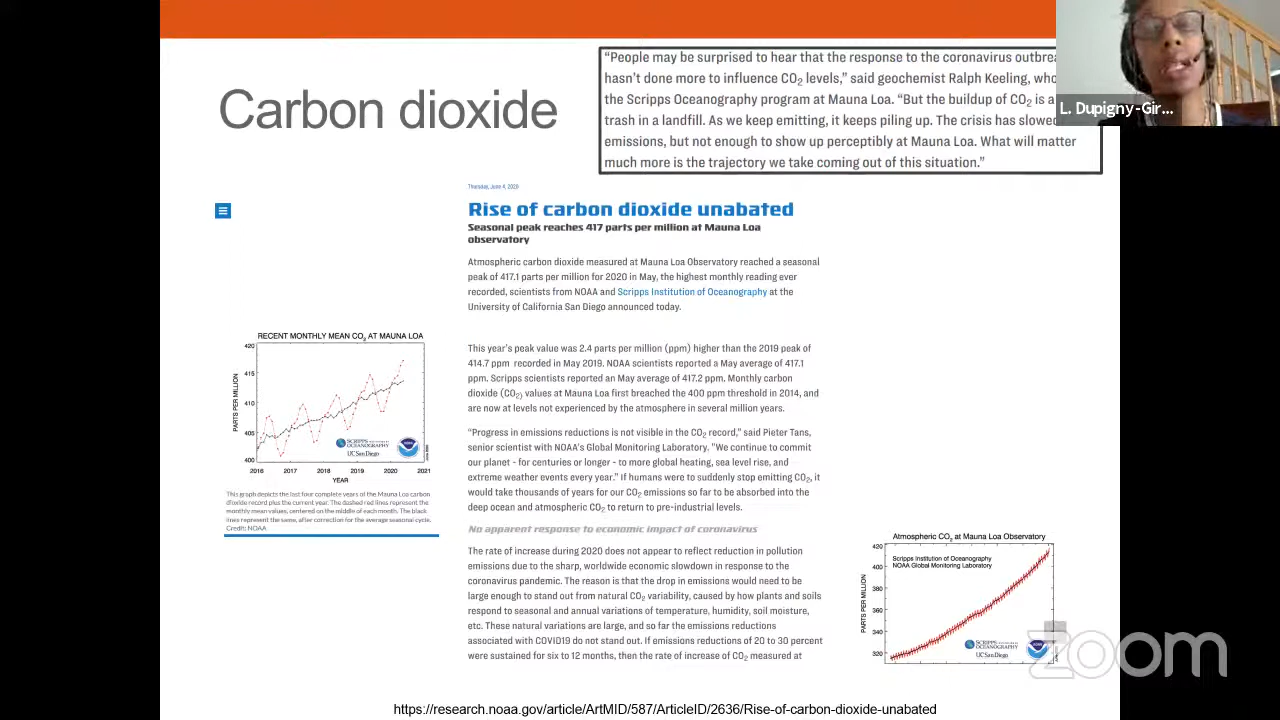 Carbon dioxide
“People may be surprised to hear that the response to the coronavirus outbrea
hasn’t done more to influence CO₂ levels,” said geochemist Ralph Keeling, who
the Scripps Oceanography program at Mauna Loa. “But the buildup of CO₂ is a
trash in a landfill. As we keep emitting, it keeps piling up. The crisis has slowe
emissions, but not enough to show up perceptibly at Mauna Loa. What will matter
much more is the trajectory we take coming out of this situation.”
L. Dupigny-Gir...
Thursday, June 4, 2020
Rise of carbon dioxide unabated
Seasonal peak reaches 417 parts per million at Mauna Loa
observatory
Atmospheric carbon dioxide measured at Mauna Loa Observatory reached a seasonal
peak of 417.1 parts per million for 2020 in May, the highest monthly reading ever
recorded, scientists from NOAA and Scripps Institution of Oceanography at the
University of California San Diego announced today.
This year’s peak value was 2.4 parts per million (ppm) higher than the 2019 peak of
414.7 ppm recorded in May 2019. NOAA scientists reported a May average of 417.1
ppm. Scripps scientists reported an May average of 417.2 ppm. Monthly carbon
dioxide (CO₂) values at Mauna Loa first breached the 400 ppm threshold in 2014, and
are now at levels not experienced by the atmosphere in several million years.
“Progress in emissions reductions is not visible in the CO₂ record,” said Pieter Tans,
senior scientist with NOAA’s Global Monitoring Laboratory. “We continue to commit
our planet - for centuries or longer - to more global heating, sea level rise, and
extreme weather events every year.” If humans were to suddenly stop emitting CO₂, it
would take thousands of years for our CO₂ emissions so far to be absorbed into the
deep ocean and atmospheric CO₂ to return to pre-industrial levels.
No apparent response to economic impact of coronavirus
The rate of increase during 2020 does not appear to reflect reduction in pollution
emissions due to the sharp, worldwide economic slowdown in response to the
coronavirus pandemic. The reason is that the drop in emissions would need to be
large enough to stand out from natural CO₂ variability, caused by how plants and soils
respond to seasonal and annual variations of temperature, humidity, soil moisture,
etc. These natural variations are large, and so far the emissions reductions
associated with COVID19 do not stand out. If emissions reductions of 20 to 30 percent
were sustained for six to 12 months, then the rate of increase of CO₂ measured at
RECENT MONTHLY MEAN CO₂ AT MAUNA LOA
420
415
410
405
400
PARTS PER MILLION
SCRIPPS
OCEANOGRAPHY
UC San Diego
NOAA
2016 2017 2018 2019 2020 2021
YEAR
This graph depicts the last four complete years of the Mauna Loa carbon
dioxide record plus the current year. The dashed red lines represent the
monthly mean values, centered on the middle of each month. The black
lines represent the same, after correction for the average seasonal cycle.
Credit: NOAA
Atmospheric CO₂ at Mauna Loa Observatory
Scripps Institution of Oceanography
NOAA Global Monitoring Laboratory
420
400
380
360
340
320
PARTS PER MILLION
SCRIPPS
OCEANOGRAPHY
UC San Diego
zoom
https://research.noaa.gov/article/ArtMID/587/ArticleID/2636/Rise-of-carbon-dioxide-unabated